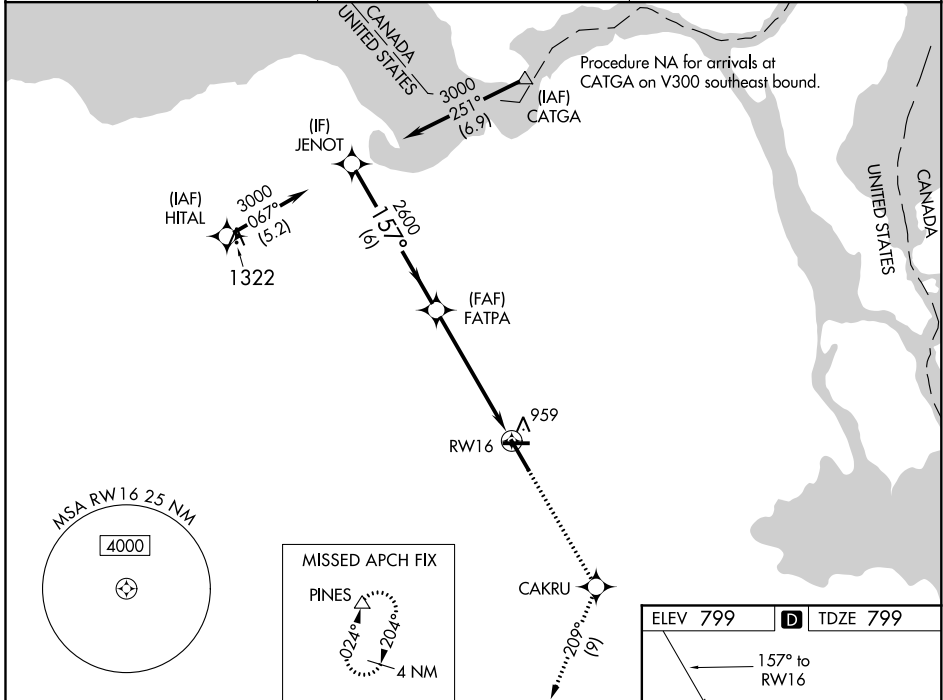 CANADA
UNITED STATES
3000
251°
(6.9)
(IAF)
CATGA
Procedure NA for arrivals at
CATGA on V300 southeast bound.
(IF)
JENOT
(IAF)
HITAL
3000
067°
(5.2)
1322
2600
157°
(6)
(FAF)
FATPA
CANADA
UNITED STATES
RW16
959
MSA RW16 25 NM
4000
MISSED APCH FIX
PINES
024°
204°
4 NM
CAKRU
209°
(9)
ELEV 799 D TDZE 799
157° to
RW16